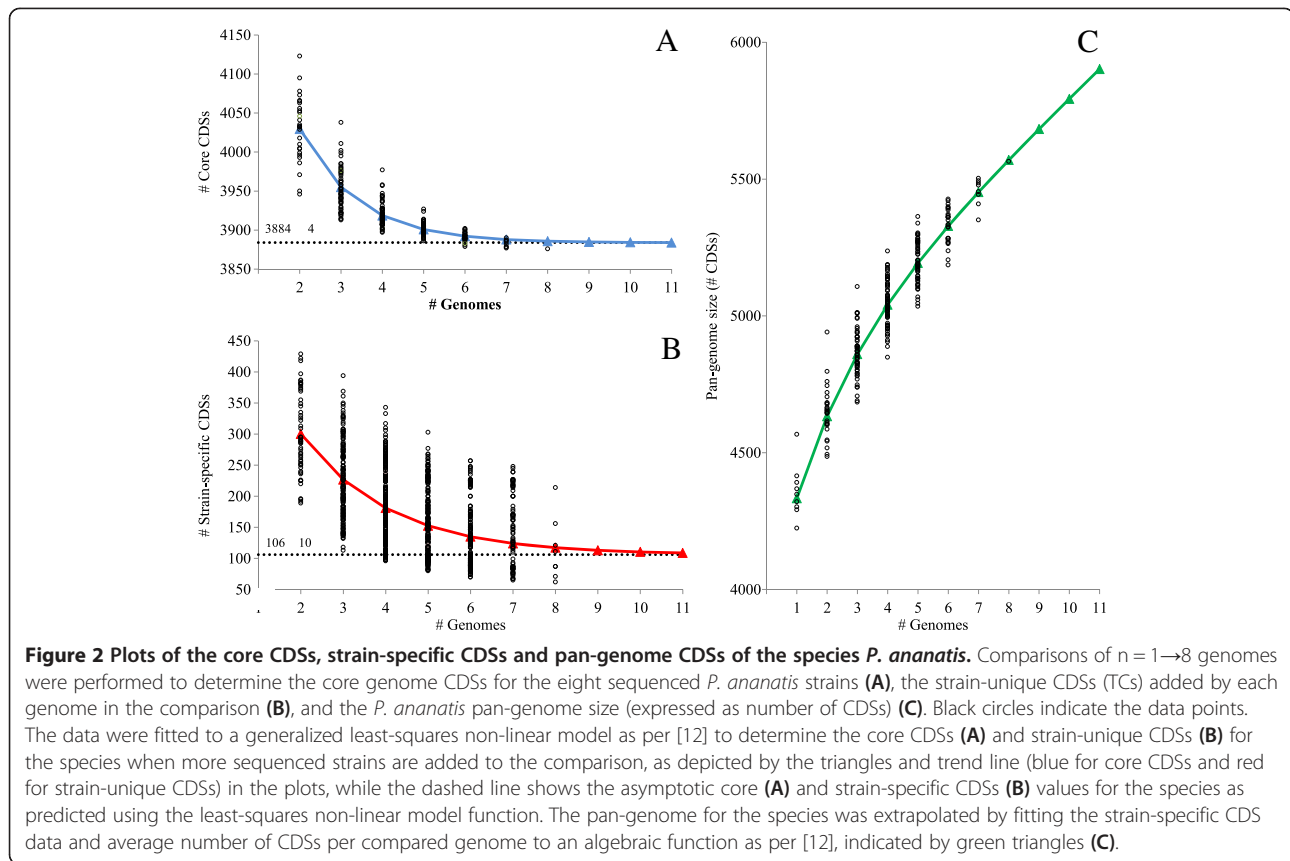 A
# Core CDSs
4150
4100
4050
4000
3950
3900
3850
3884 4
2 3 4 5 6 7 8 9 10 11
# Genomes
B
# Strain-specific CDSs
450
400
350
300
250
200
150
100
50
106 10
2 3 4 5 6 7 8 9 10 11
# Genomes
C
Pan-genome size (# CDSs)
6000
5500
5000
4500
4000
1 2 3 4 5 6 7 8 9 10 11
# Genomes
Figure 2 Plots of the core CDSs, strain-specific CDSs and pan-genome CDSs of the species P. ananatis. Comparisons of n = 1→8 genomes
were performed to determine the core genome CDSs for the eight sequenced P. ananatis strains (A), the strain-unique CDSs (TCs) added by each
genome in the comparison (B), and the P. ananatis pan-genome size (expressed as number of CDSs) (C). Black circles indicate the data points.
The data were fitted to a generalized least-squares non-linear model as per [12] to determine the core CDSs (A) and strain-unique CDSs (B) for
the species when more sequenced strains are added to the comparison, as depicted by the triangles and trend line (blue for core CDSs and red
for strain-unique CDSs) in the plots, while the dashed line shows the asymptotic core (A) and strain-specific CDSs (B) values for the species as
predicted using the least-squares non-linear model function. The pan-genome for the species was extrapolated by fitting the strain-specific CDS
data and average number of CDSs per compared genome to an algebraic function as per [12], indicated by green triangles (C).